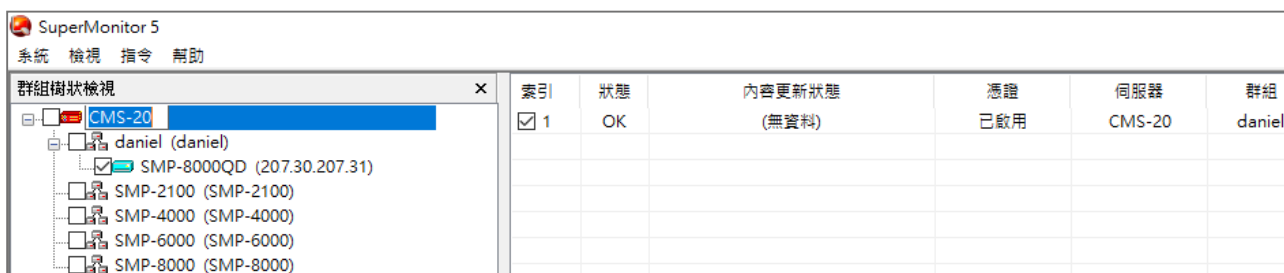 SuperMonitor 5
系統 檢視 指令 幫助
群組樹狀檢視
索引 狀態 內容更新狀態 憑證 伺服器 群組
CMS-20
1 OK (無資料) 已啟用 CMS-20 daniel
daniel (daniel)
SMP-8000QD (207.30.207.31)
SMP-2100 (SMP-2100)
SMP-4000 (SMP-4000)
SMP-6000 (SMP-6000)
SMP-8000 (SMP-8000)